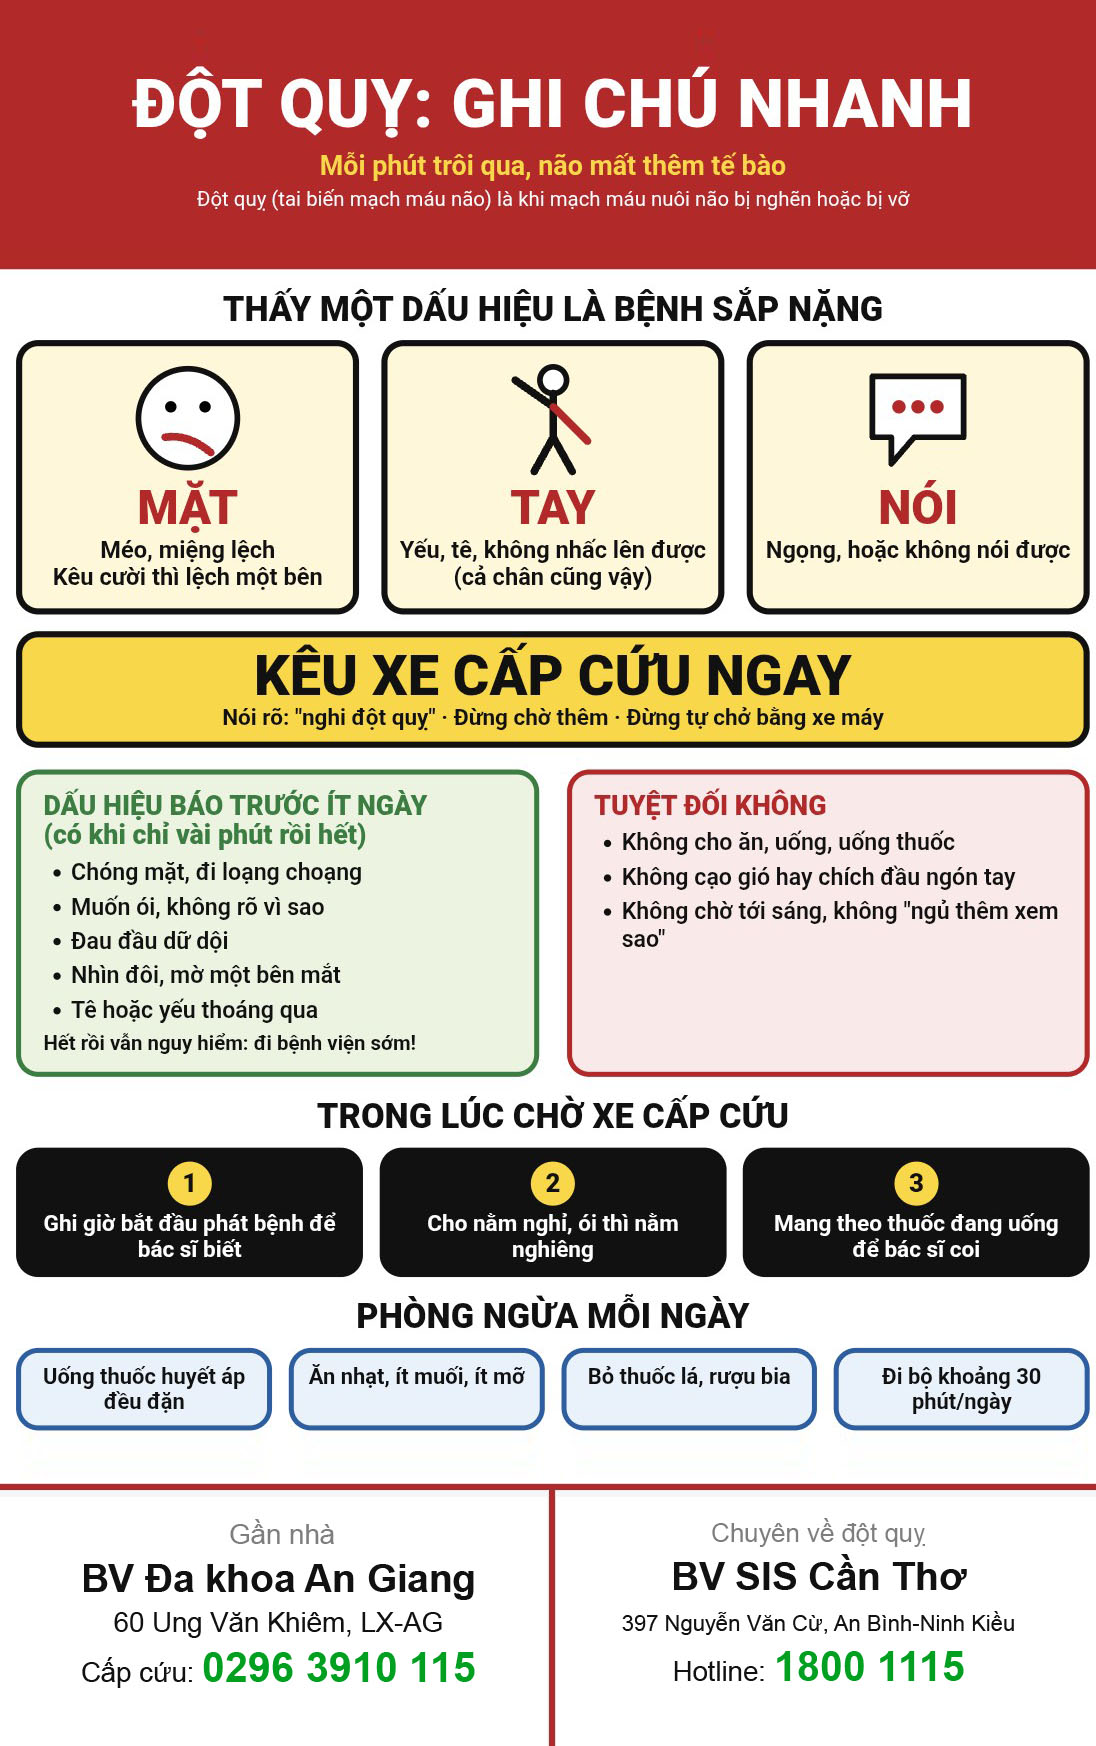 ĐỘT QUỴ: GHI CHÚ NHANH
Mỗi phút trôi qua, não mất thêm tế bào
Đột quỵ (tai biến mạch máu não) là khi mạch máu nuôi não bị nghẽn hoặc bị vỡ
THẤY MỘT DẤU HIỆU LÀ BỆNH SẮP NẶNG
MẶT
Méo, miệng lệch
Kêu cười thì lệch một bên
TAY
Yếu, tê, không nhấc lên được
(cả chân cũng vậy)
NÓI
Ngọng, hoặc không nói được
KÊU XE CẤP CỨU NGAY
Nói rõ: "nghi đột quỵ" · Đừng chờ thêm · Đừng tự chở bằng xe máy
DẤU HIỆU BÁO TRƯỚC ÍT NGÀY
(có khi chỉ vài phút rồi hết)
• Chóng mặt, đi loạng choạng
• Muốn ói, không rõ vì sao
• Đau đầu dữ dội
• Nhìn đôi, mờ một bên mắt
• Tê hoặc yếu thoáng qua
Hết rồi vẫn nguy hiểm: đi bệnh viện sớm!
TUYỆT ĐỐI KHÔNG
• Không cho ăn, uống, uống thuốc
• Không cạo gió hay chích đầu ngón tay
• Không chờ tới sáng, không "ngủ thêm xem
sao"
TRONG LÚC CHỜ XE CẤP CỨU
1
Ghi giờ bắt đầu phát bệnh để
bác sĩ biết
2
Cho nằm nghỉ, ói thì nằm
nghiêng
3
Mang theo thuốc đang uống
để bác sĩ coi
PHÒNG NGỪA MỖI NGÀY
Uống thuốc huyết áp
đều đặn
Ăn nhạt, ít muối, ít mỡ
Bỏ thuốc lá, rượu bia
Đi bộ khoảng 30
phút/ngày
Gần nhà
BV Đa khoa An Giang
60 Ung Văn Khiêm, LX-AG
Cấp cứu: 0296 3910 115
Chuyên về đột quỵ
BV SIS Cần Thơ
397 Nguyễn Văn Cừ, An Bình-Ninh Kiều
Hotline: 1800 1115